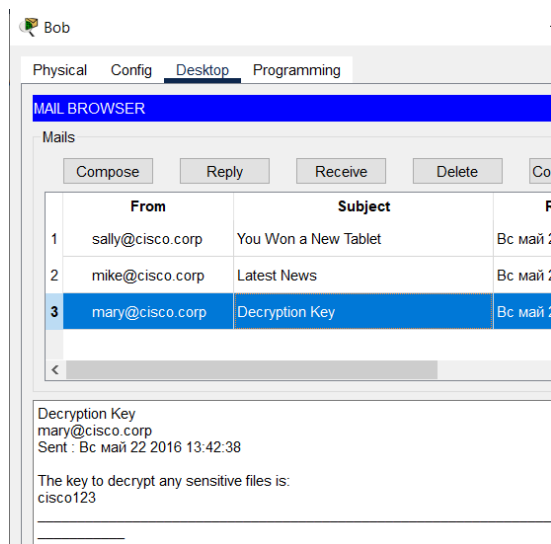 Bob
Physical Config Desktop Programming
MAIL BROWSER
Mails
Compose Reply Receive Delete Co
From Subject F
1 sally@cisco.corp You Won a New Tablet Вс май 2
2 mike@cisco.corp Latest News Вс май 2
3 mary@cisco.corp Decryption Key Вс май 2
Decryption Key
mary@cisco.corp
Sent : Вс май 22 2016 13:42:38
The key to decrypt any sensitive files is:
cisco123